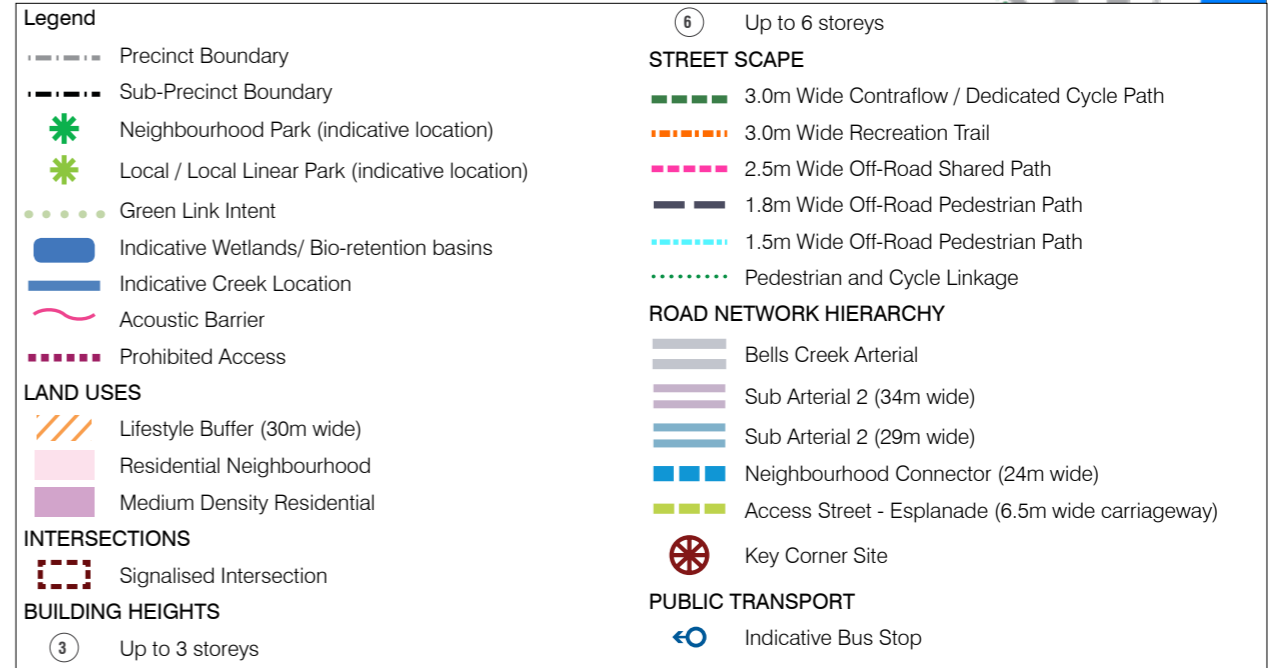 Legend
Precinct Boundary
Sub-Precinct Boundary
Neighbourhood Park (indicative location)
Local / Local Linear Park (indicative location)
Green Link Intent
Indicative Wetlands/ Bio-retention basins
Indicative Creek Location
Acoustic Barrier
Prohibited Access
LAND USES
Lifestyle Buffer (30m wide)
Residential Neighbourhood
Medium Density Residential
INTERSECTIONS
Signalised Intersection
BUILDING HEIGHTS
3 Up to 3 storeys
6 Up to 6 storeys
STREET SCAPE
3.0m Wide Contraflow / Dedicated Cycle Path
3.0m Wide Recreation Trail
2.5m Wide Off-Road Shared Path
1.8m Wide Off-Road Pedestrian Path
1.5m Wide Off-Road Pedestrian Path
Pedestrian and Cycle Linkage
ROAD NETWORK HIERARCHY
Bells Creek Arterial
Sub Arterial 2 (34m wide)
Sub Arterial 2 (29m wide)
Neighbourhood Connector (24m wide)
Access Street - Esplanade (6.5m wide carriageway)
Key Corner Site
PUBLIC TRANSPORT
Indicative Bus Stop